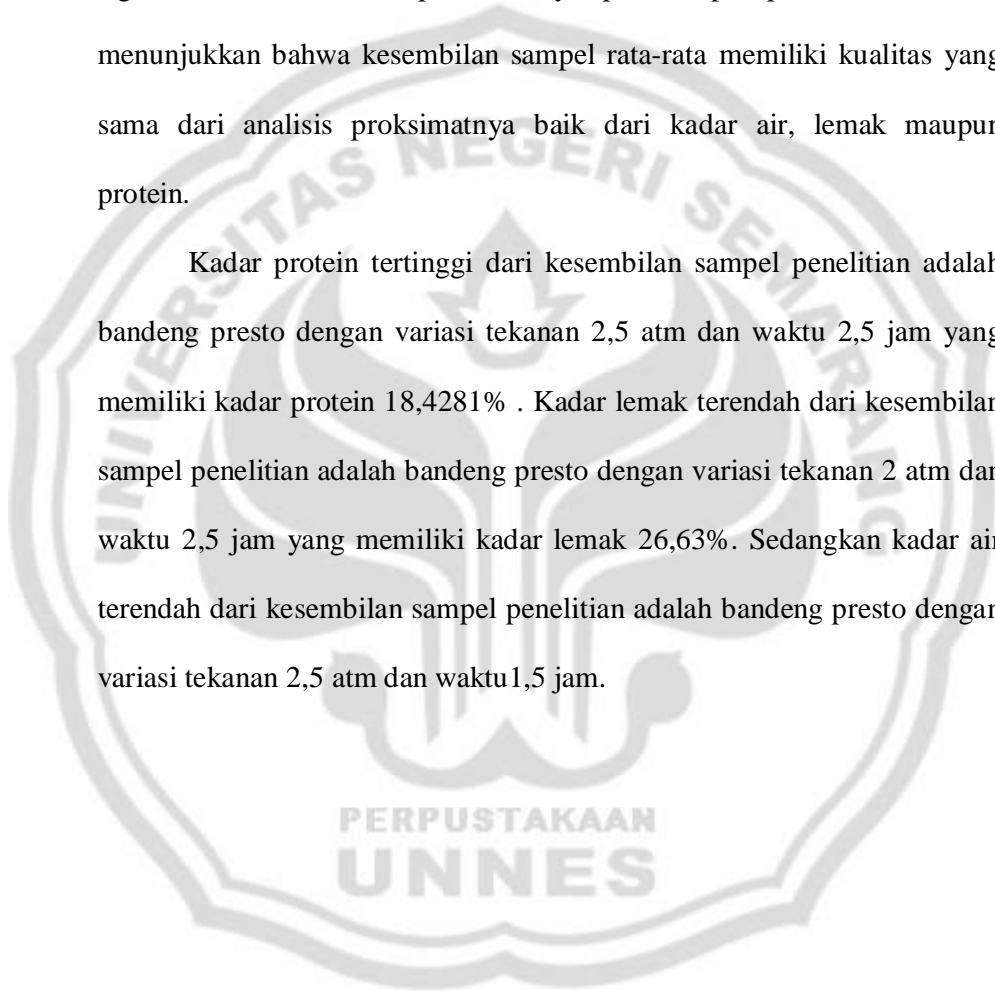 menunjukkan bahwa kesembilan sampel rata-rata memiliki kualitas yang
sama dari analisis proksimatnya baik dari kadar air, lemak maupun
protein.
Kadar protein tertinggi dari kesembilan sampel penelitian adalah
bandeng presto dengan variasi tekanan 2,5 atm dan waktu 2,5 jam yang
memiliki kadar protein 18,4281% . Kadar lemak terendah dari kesembilan
sampel penelitian adalah bandeng presto dengan variasi tekanan 2 atm dan
waktu 2,5 jam yang memiliki kadar lemak 26,63%. Sedangkan kadar air
terendah dari kesembilan sampel penelitian adalah bandeng presto dengan
variasi tekanan 2,5 atm dan waktu1,5 jam.
UNIVERSITAS NEGERI SEMARANG
PERPUSTAKAAN
UNNES